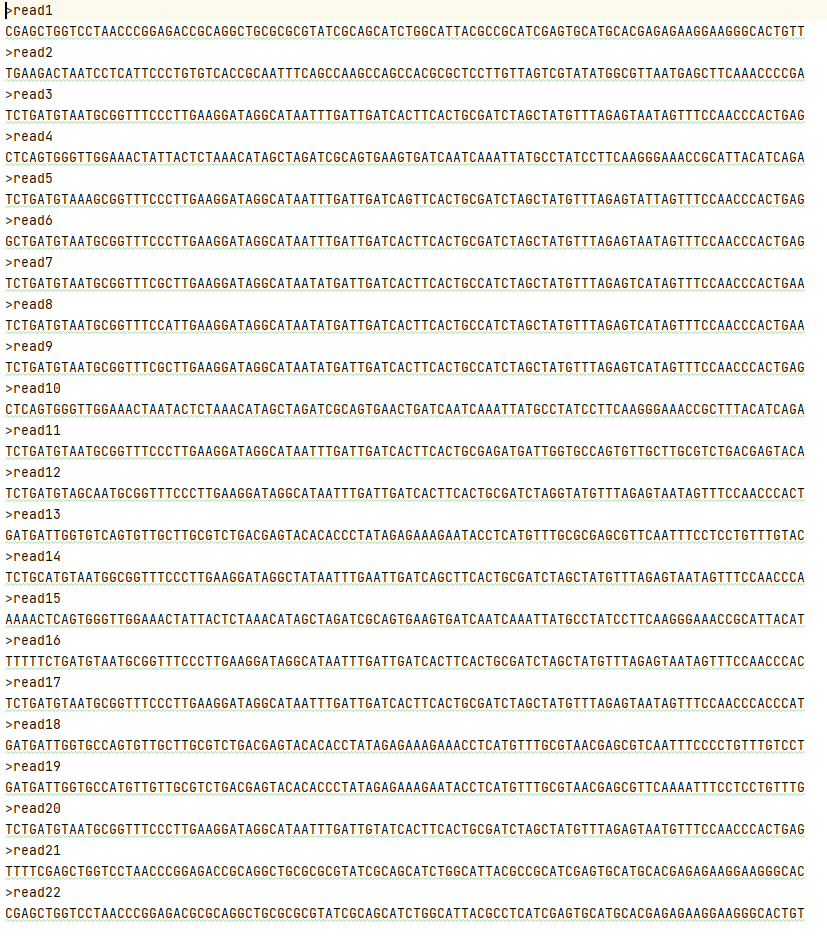 >read1
CGAGCTGGTCCTAACCCGGAGACCGCAGGCTGCGCGCGTATCGCAGCATCTGGCATTACGCCGCATCGAGTGCATGCACGAGAGAAGGAAGGGCACTGTT
>read2
TGAAGACTAATCCTCATTCCCTGTGTCACCGCAATTTCAGCCAAGCCAGCCACGCGCTCCTTGTTAGTCGTATATGGCGTTAATGAGCTTCAAACCCCGA
>read3
TCTGATGTAATGCGGTTTCCCTTGAAGGATAGGCATAATTTGATTGATCACTTCACTGCGATCTAGCTATGTTTAGAGTAATAGTTTCCAACCCACTGAG
>read4
CTCAGTGGGTTGGAAACTATTACTCTAAACATAGCTAGATCGCAGTGAAGTGATCAATCAAATTATGCCTATCCTTCAAGGGAAACCGCATTACATCAGA
>read5
TCTGATGTAAAGCGGTTTCCCTTGAAGGATAGGCATAATTTGATTGATCAGTTCACTGCGATCTAGCTATGTTTAGAGTATTAGTTTCCAACCCACTGAG
>read6
GCTGATGTAATGCGGTTTCCCTTGAAGGATAGGCATAATTTGATTGATCACTTCACTGCGATCTAGCTATGTTTAGAGTAATAGTTTCCAACCCACTGAG
>read7
TCTGATGTAATGCGGTTTCGCTTGAAGGATAGGCATAATATGATTGATCACTTCACTGCCATCTAGCTATGTTTAGAGTCATAGTTTCCAACCCACTGAA
>read8
TCTGATGTAATGCGGTTTCCATTGAAGGATAGGCATAATATGATTGATCACTTCACTGCCATCTAGCTATGTTTAGAGTCATAGTTTCCAACCCACTGAA
>read9
TCTGATGTAATGCGGTTTCGCTTGAAGGATAGGCATAATATGATTGATCACTTCACTGCCATCTAGCTATGTTTAGAGTCATAGTTTCCAACCCACTGAG
>read10
CTCAGTGGGTTGGAAACTAATACTCTAAACATAGCTAGATCGCAGTGAACTGATCAATCAAATTATGCCTATCCTTCAAGGGAAACCGCTTTACATCAGA
>read11
TCTGATGTAATGCGGTTTCCCTTGAAGGATAGGCATAATTTGATTGATCACTTCACTGCGAGATGATTGGTGCCAGTGTTGCTTGCGTCTGACGAGTACA
>read12
TCTGATGTAGCAATGCGGTTTCCCTTGAAGGATAGGCATAATTTGATTGATCACTTCACTGCGATCTAGGTATGTTTAGAGTAATAGTTTCCAACCCACT
>read13
GATGATTGGTGTCAGTGTTGCTTGCGTCTGACGAGTACACACCCTATAGAGAAAGAATACCTCATGTTTGCGCGAGCGTTCAATTTCCTCCTGTTTGTAC
>read14
TCTGCATGTAATGGCGGTTTCCCTTGAAGGATAGGCTATAATTTGAATTGATCAGCTTCACTGCGATCTAGCTATGTTTAGAGTAATAGTTTCCAACCCA
>read15
AAAACTCAGTGGGTTGGAAACTATTACTCTAAACATAGCTAGATCGCAGTGAAGTGATCAATCAAATTATGCCTATCCTTCAAGGGAAACCGCATTACAT
>read16
TTTTTCTGATGTAATGCGGTTTCCCTTGAAGGATAGGCATAATTTGATTGATCACTTCACTGCGATCTAGCTATGTTTAGAGTAATAGTTTCCAACCCAC
>read17
TCTGATGTAATGCGGTTTCCCTTGAAGGATAGGCATAATTTGATTGATCACTTCACTGCGATCTAGCTATGTTTAGAGTAATAGTTTCCAACCCACCCAT
>read18
GATGATTGGTGCCAGTGTTGCTTGCGTCTGACGAGTACACACCTATAGAGAAAGAAACCTCATGTTTGCGTAACGAGCGTCAATTTCCCCTGTTTGTCCT
>read19
GATGATTGGTGCCATGTTGTTGCGTCTGACGAGTACACACCCTATAGAGAAAGAATACCTCATGTTTGCGTAACGAGCGTTCAAAATTTCCTCCTGTTTG
>read20
TCTGATGTAATGCGGTTTCCCTTGAAGGATAGGCATAATTTGATTGTATCACTTCACTGCGATCTAGCTATGTTTAGAGTAATGTTTCCAACCCACTGAG
>read21
TTTTCGAGCTGGTCCTAACCCGGAGACCGCAGGCTGCGCGCGTATCGCAGCATCTGGCATTACGCCGCATCGAGTGCATGCACGAGAGAAGGAAGGGCAC
>read22
CGAGCTGGTCCTAACCCGGAGACGCGCAGGCTGCGCGCGTATCGCAGCATCTGGCATTACGCCTCATCGAGTGCATGCACGAGAGAAGGAAGGGCACTGT